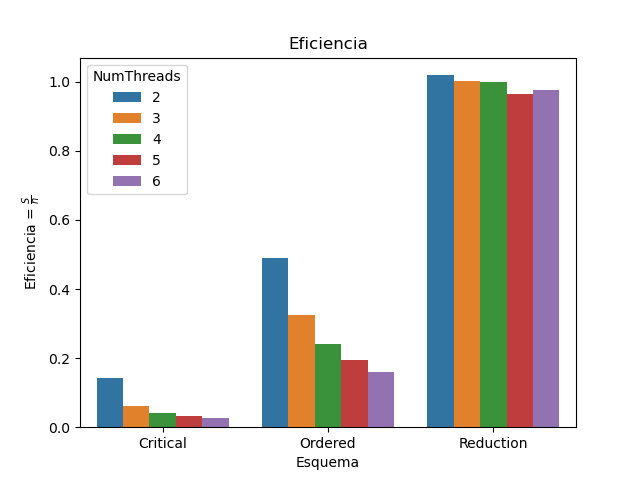 Eficiencia
NumThreads
2
3
4
5
6
1.0
0.8
0.6
0.4
0.2
0.0
Eficiencia = S/n
Critical
Ordered
Reduction
Esquema